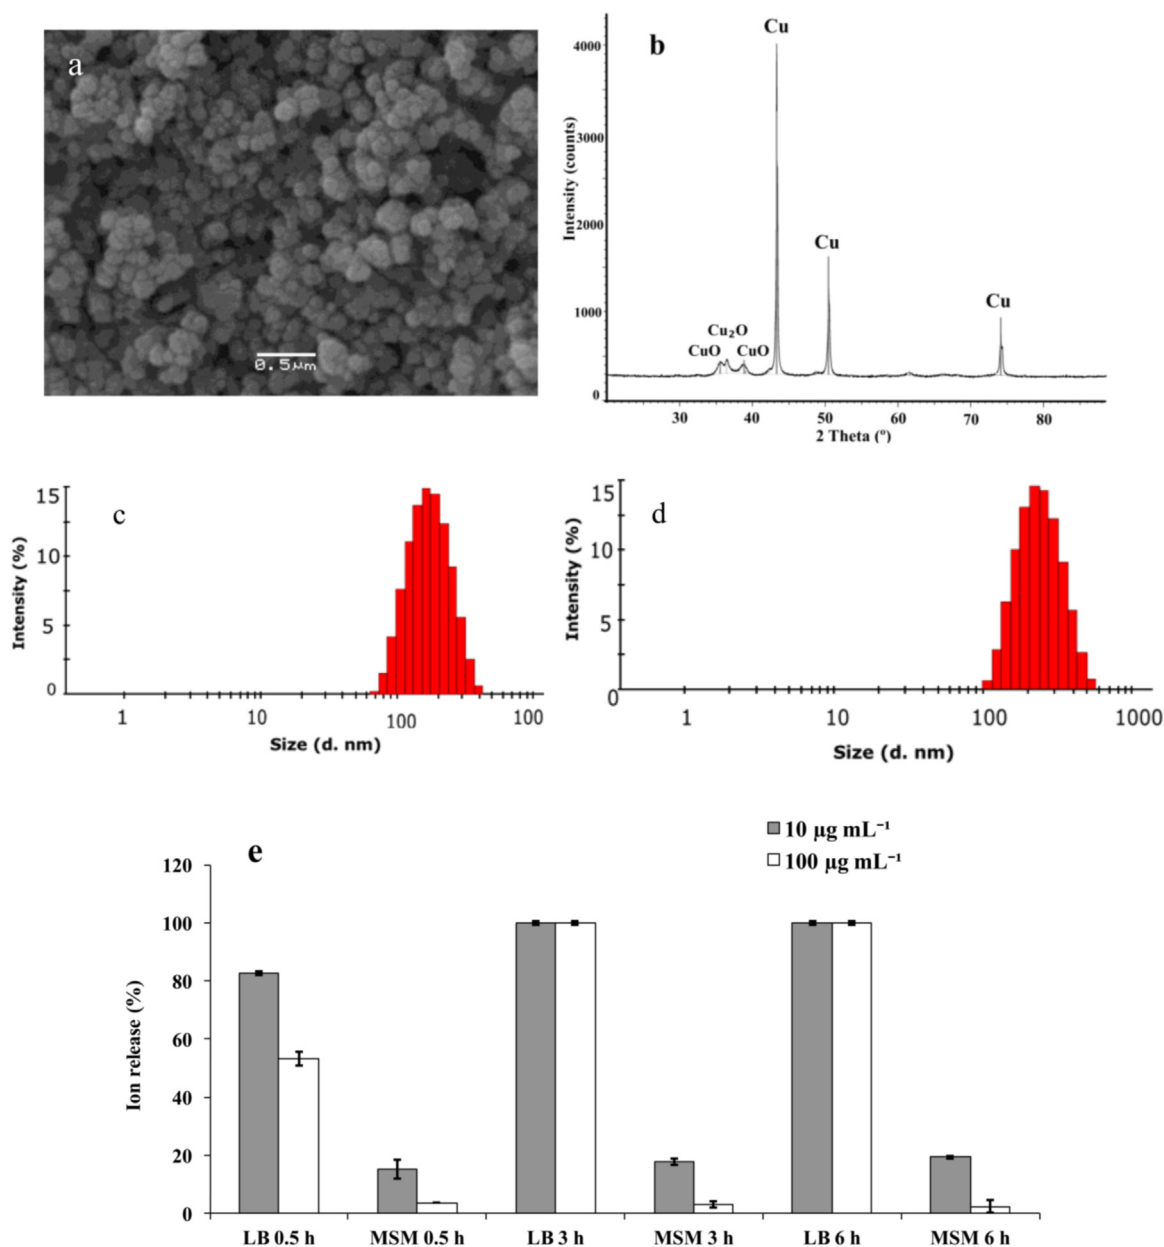 a
0.5µm
b
Cu
4000
3000
2000
1000
0
Intensity (counts)
Cu
Cu
Cu₂O
CuO CuO
30 40 50 60 70 80
2 Theta (º)
c
15
10
5
0
Intensity (%)
1 10 100 100
Size (d. nm)
d
15
10
5
0
Intensity (%)
0 1 10 100 1000
Size (d. nm)
e
10 µg mL⁻¹
100 µg mL⁻¹
120
100
80
60
40
20
0
Ion release (%)
LB 0.5 h MSM 0.5 h LB 3 h MSM 3 h LB 6 h MSM 6 h